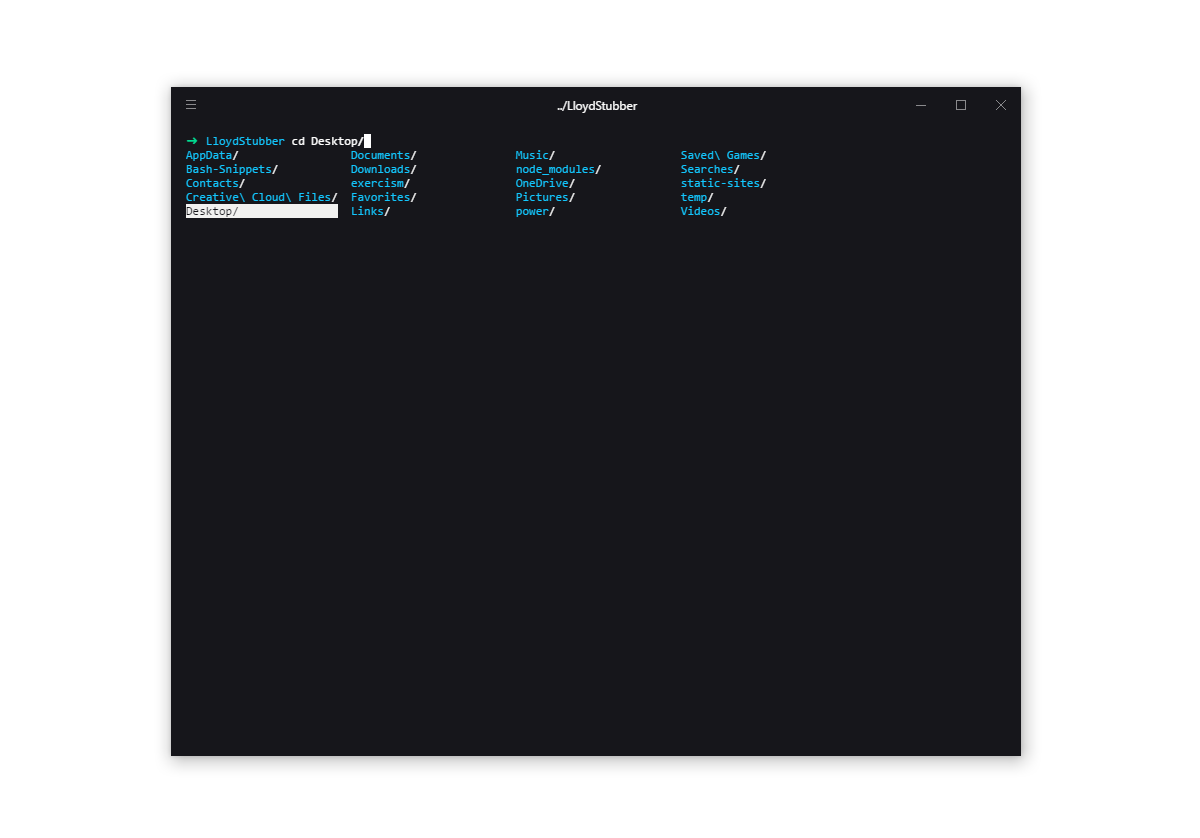 ../LloydStubber
➜ LloydStubber cd Desktop/
AppData/ Documents/ Music/ Saved\ Games/
Bash-Snippets/ Downloads/ node_modules/ Searches/
Contacts/ exercism/ OneDrive/ static-sites/
Creative\ Cloud\ Files/ Favorites/ Pictures/ temp/
Desktop/ Links/ power/ Videos/